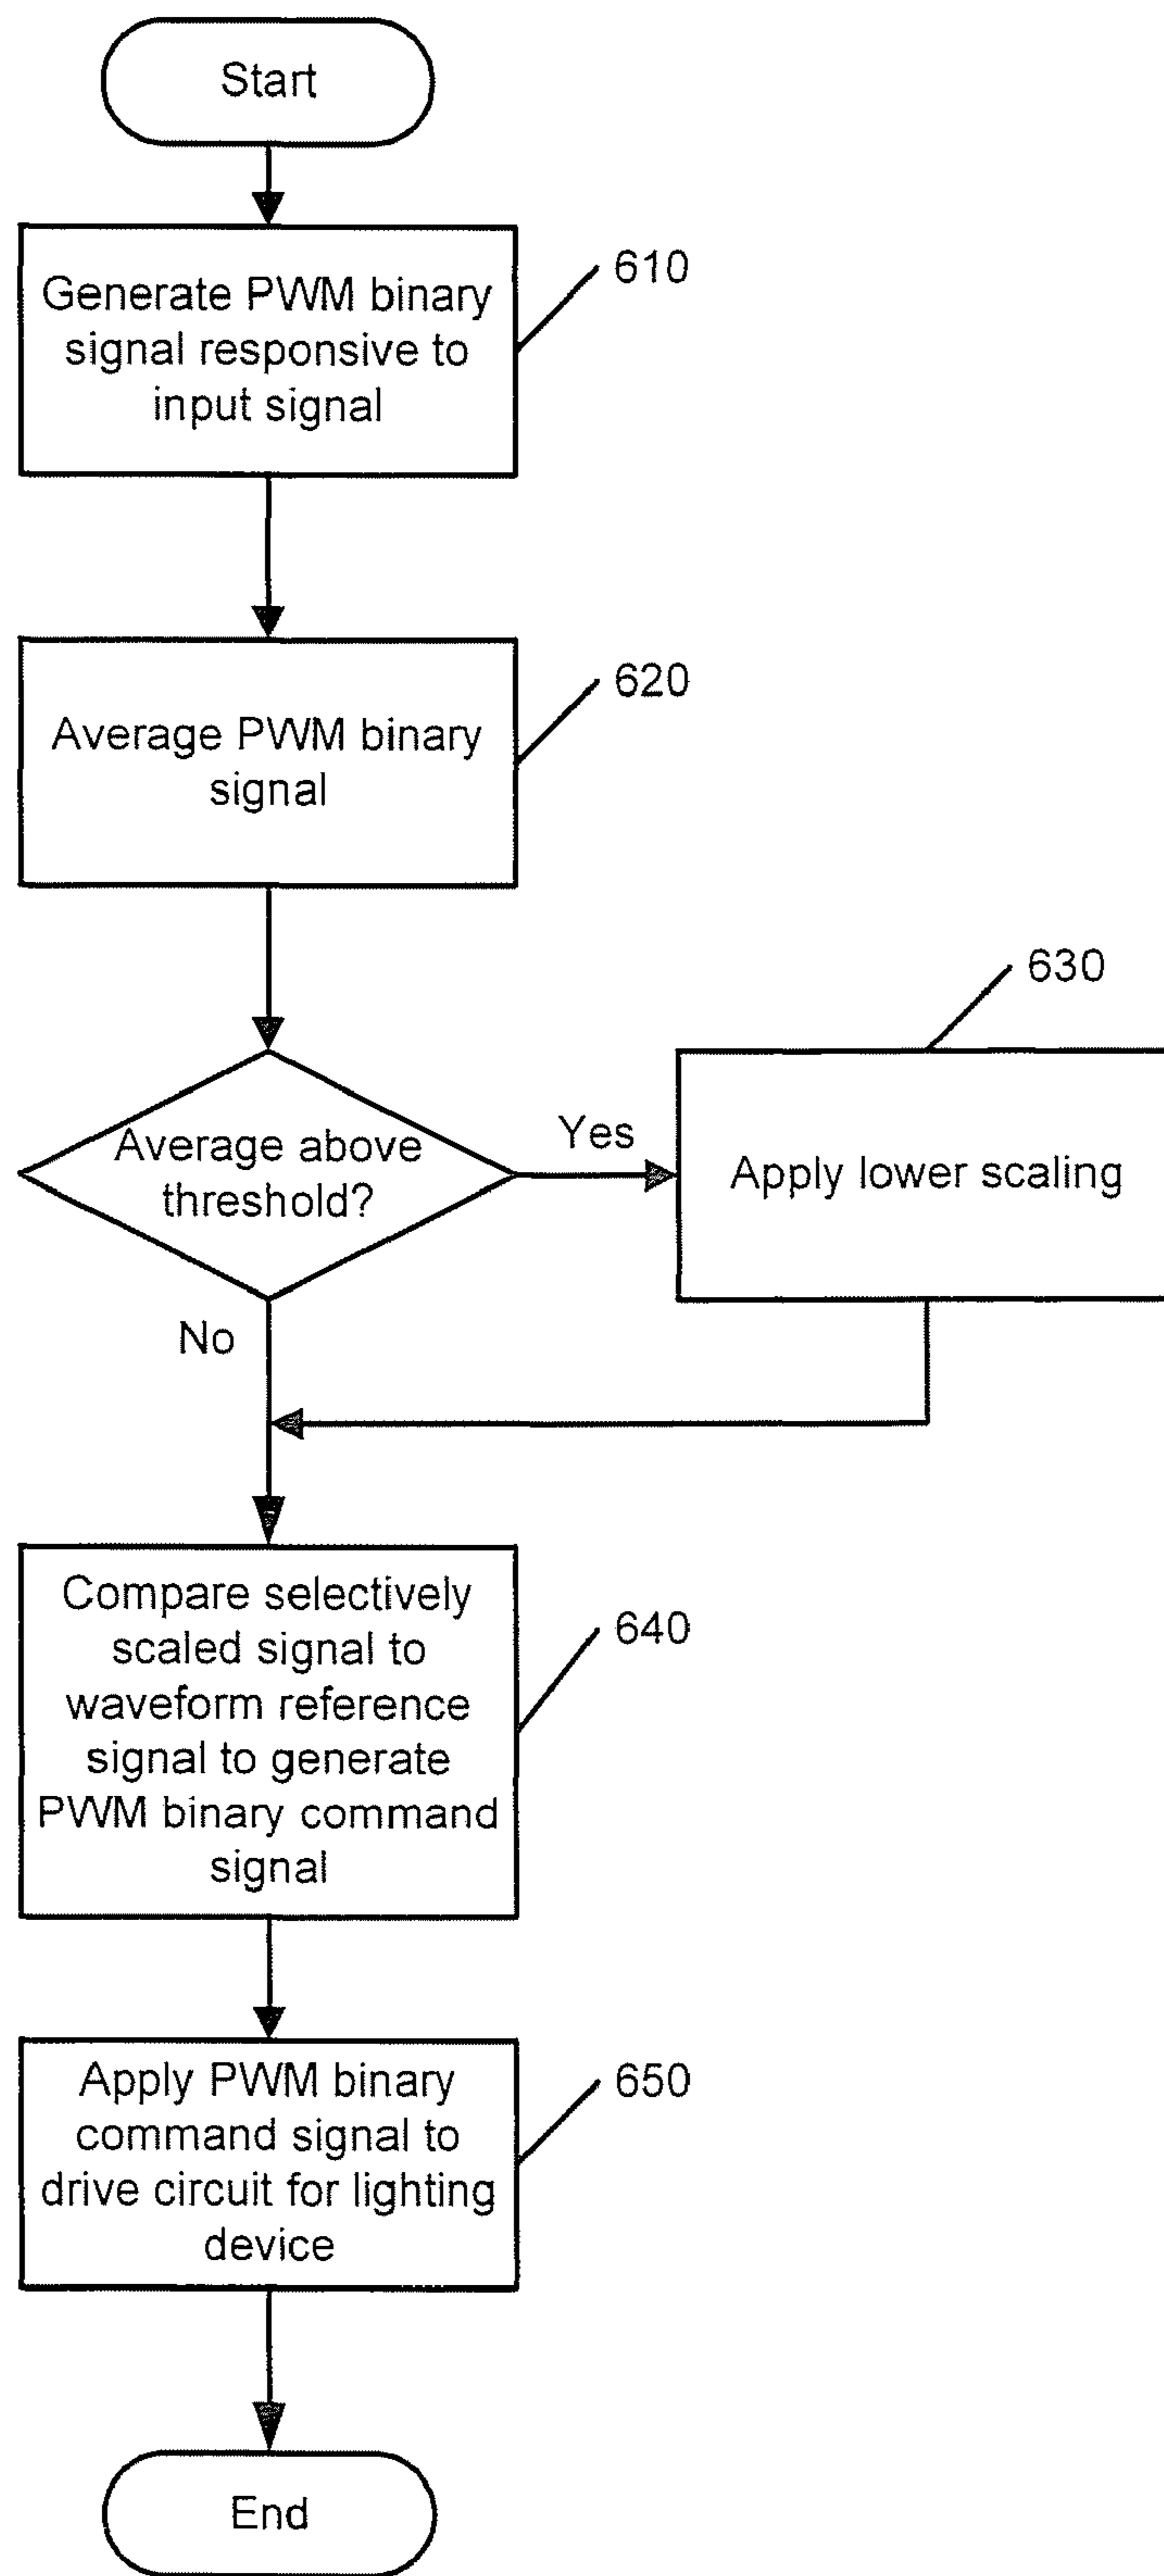 Start
Generate PWM binary
signal responsive to
input signal
610
Average PWM binary
signal
620
Average above
threshold?
Yes
630
Apply lower scaling
No
Compare selectively
scaled signal to
waveform reference
signal to generate
PWM binary command
signal
640
Apply PWM binary
command signal to
drive circuit for lighting
device
650
End